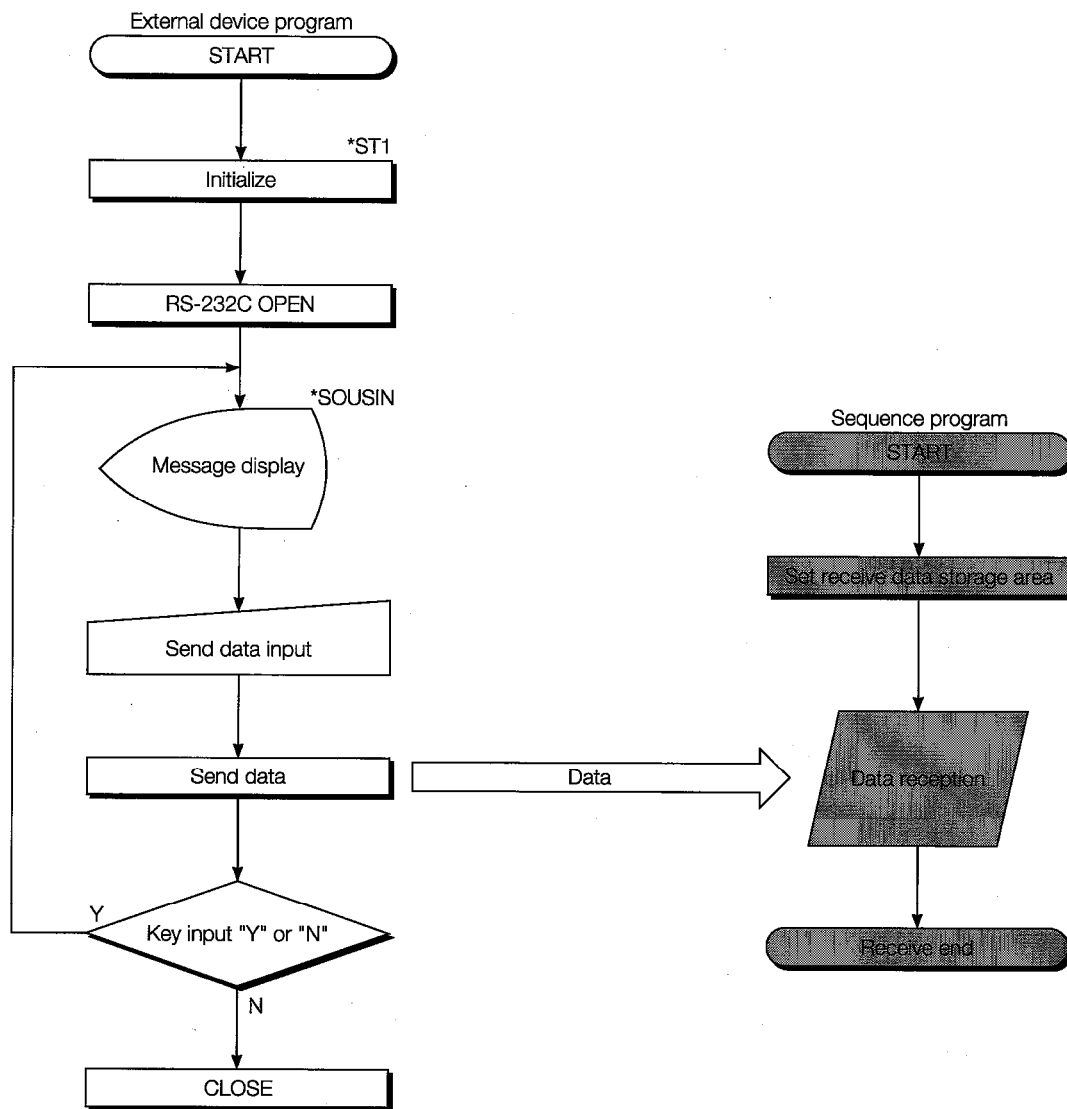 External device program
START
*ST1
Initialize
RS-232C OPEN
*SOUSIN
Message display
Send data input
Send data
Data
Y
Key input "Y" or "N"
N
CLOSE
Sequence program
START
Set receive data storage area
Data reception
Receive end